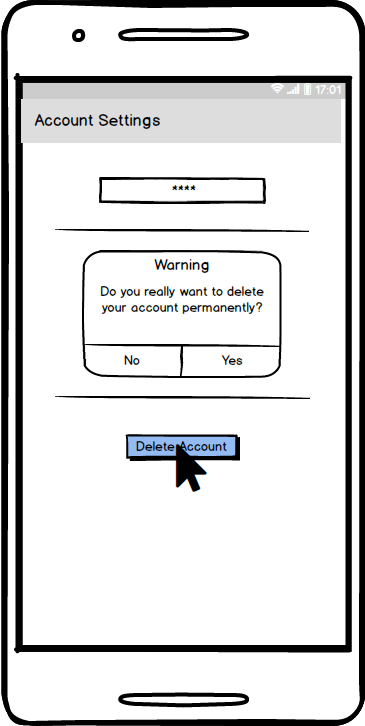 17:01
Account Settings
****
Warning
Do you really want to delete
your account permanently?
No Yes
Delete Account